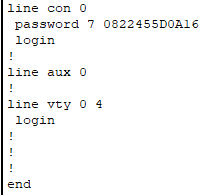 line con 0
 password 7 0822455D0A16
 login
!
line aux 0
!
line vty 0 4
 login
!
!
!
end